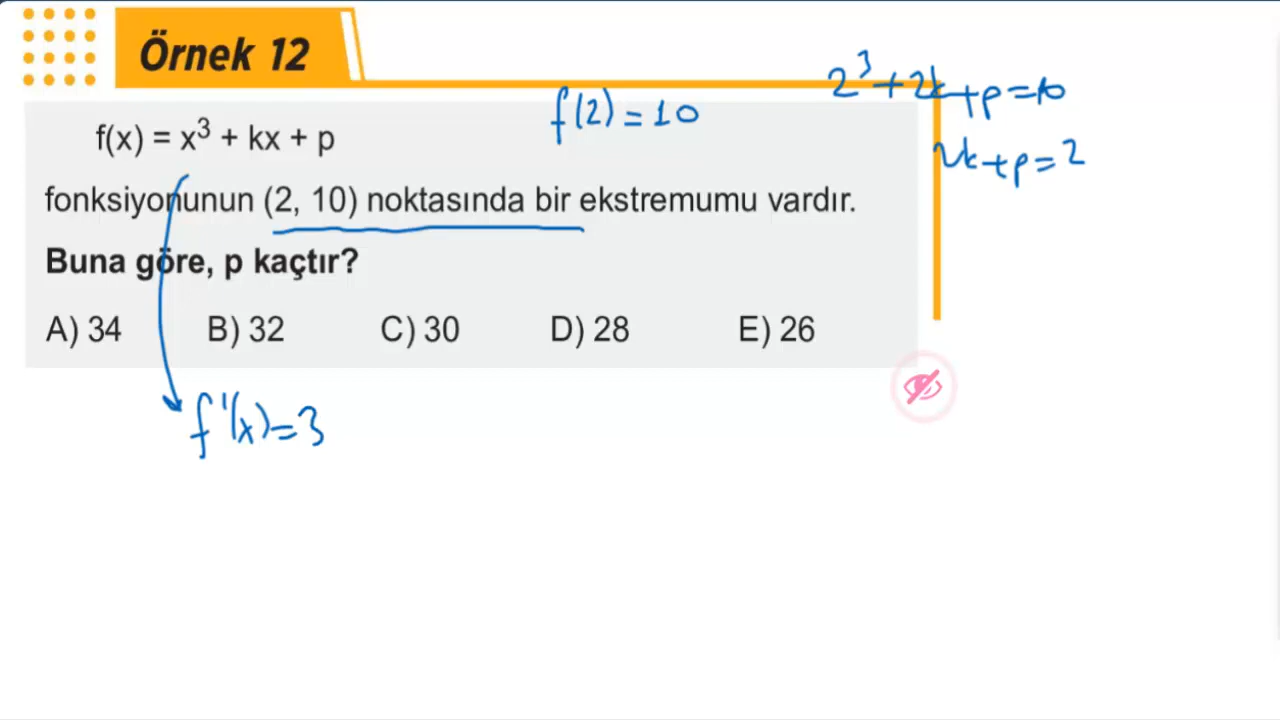 Örnek 12
f(x) = x³ + kx + p
f(2) = 10
2³ + 2k + p = 10
2k + p = 2
fonksiyonunun (2, 10) noktasında bir ekstremumu vardır.
Buna göre, p kaçtır?
A) 34 B) 32 C) 30 D) 28 E) 26
f'(x) = 3